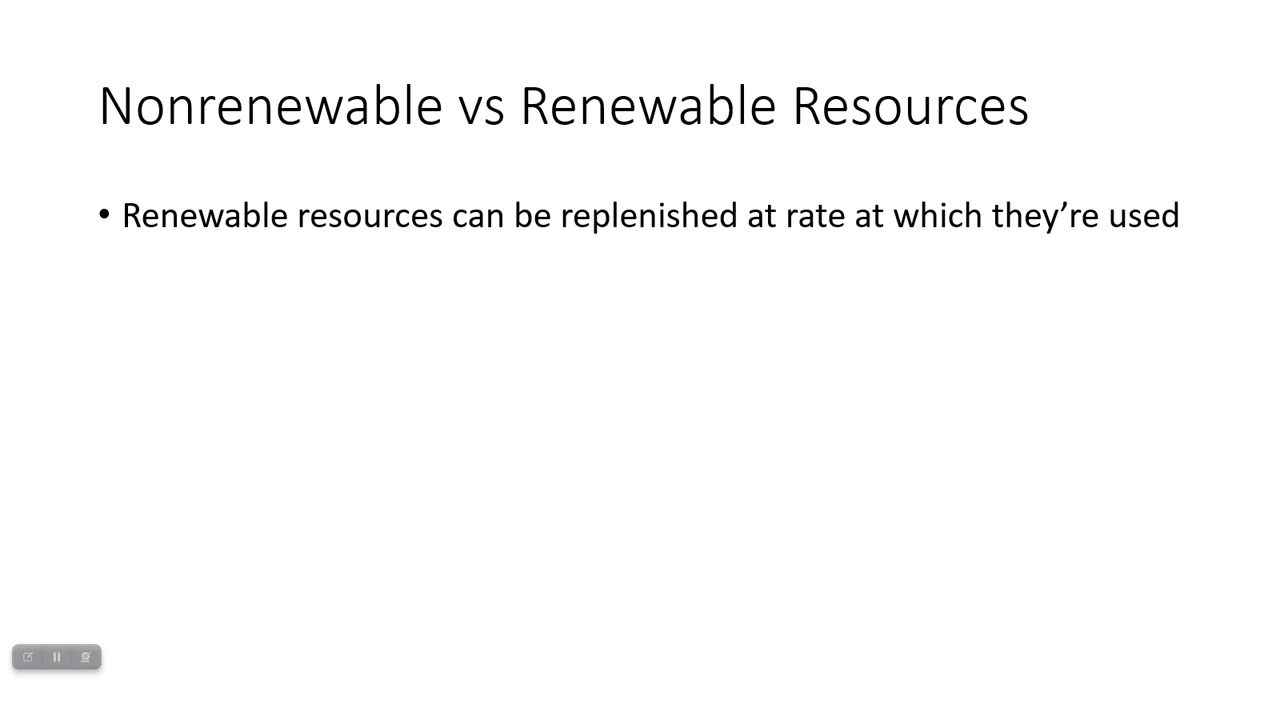 Nonrenewable vs Renewable Resources
• Renewable resources can be replenished at rate at which they’re used